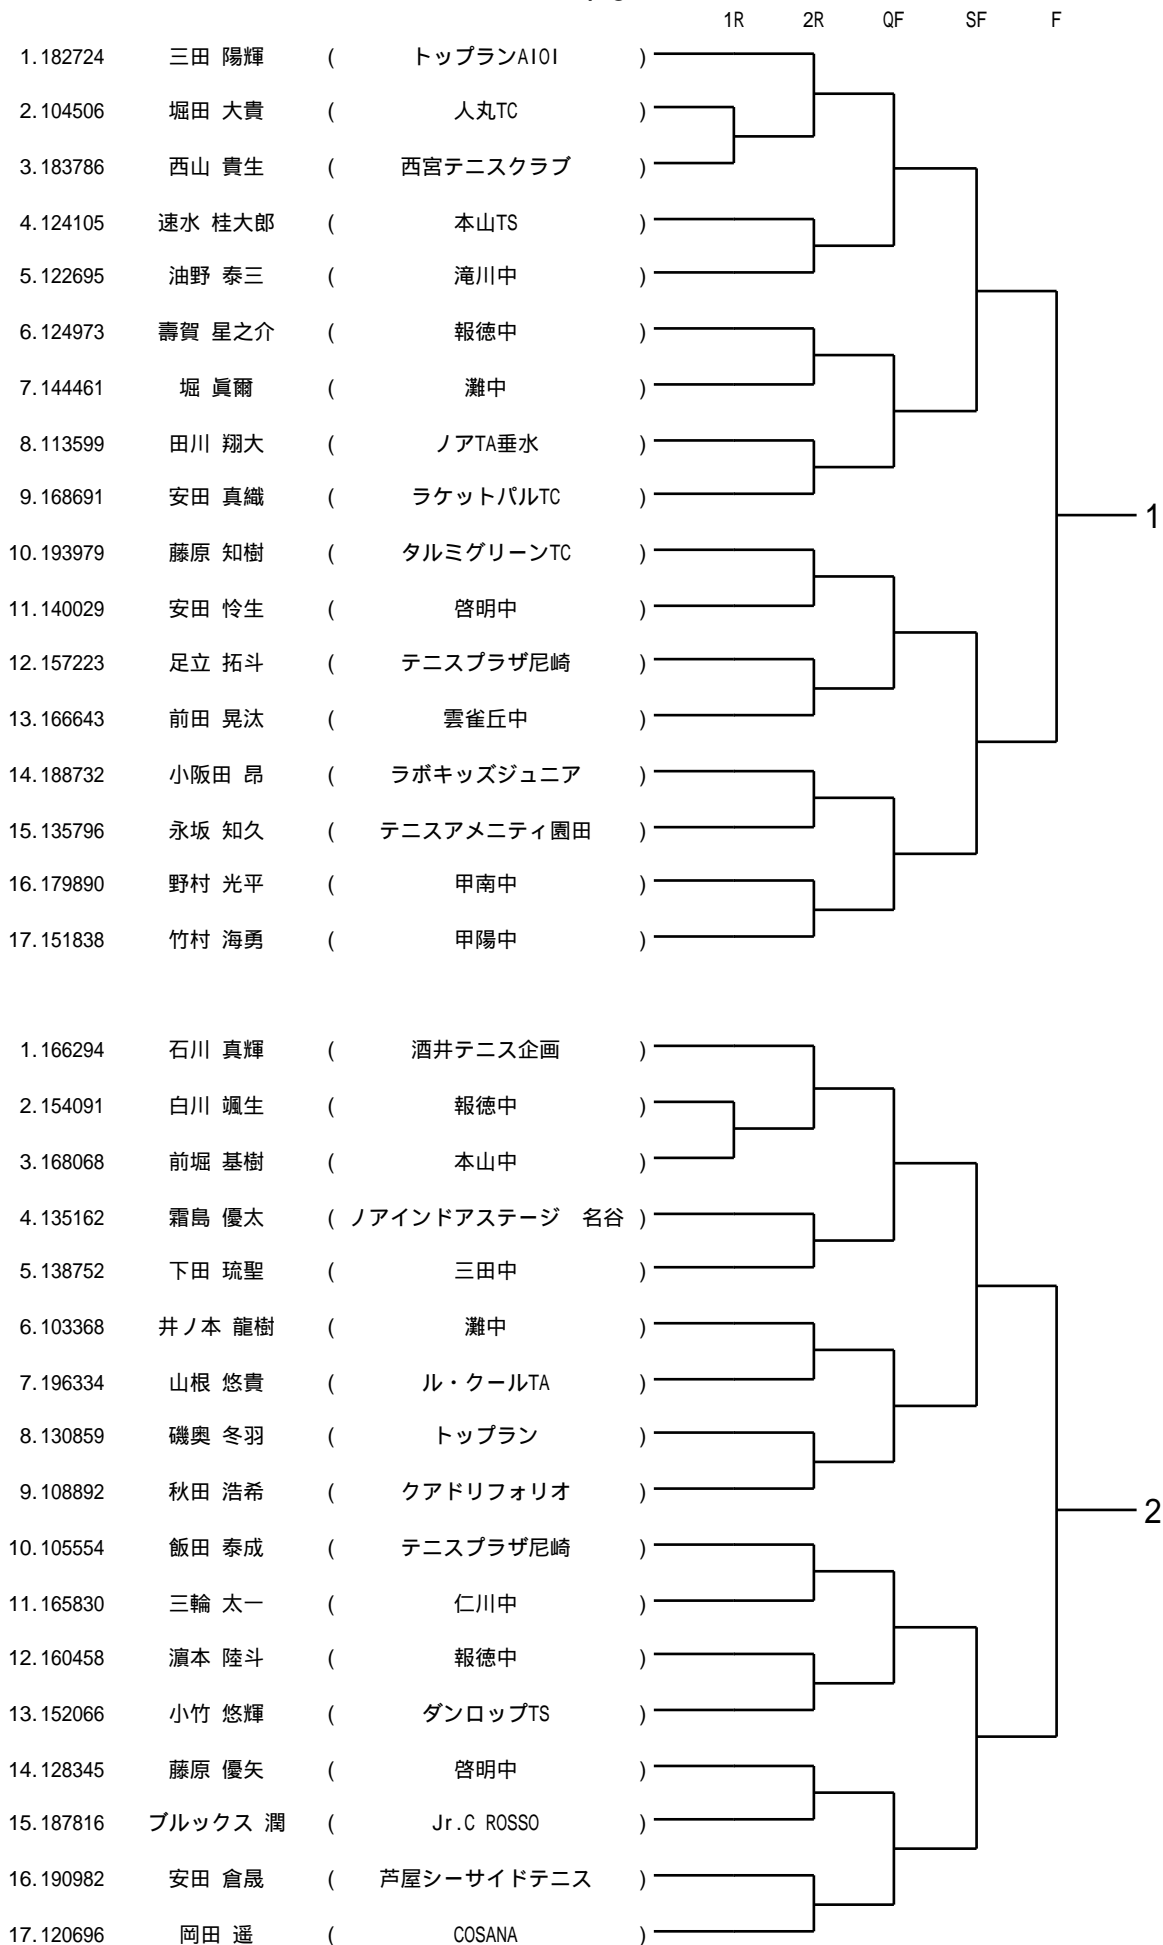 1R 2R QF SF F
1.182724 三田 陽輝 ( トップランAIOI )
2.104506 堀田 大貴 ( 人丸TC )
3.183786 西山 貴生 ( 西宮テニスクラブ )
4.124105 速水 桂大郎 ( 本山TS )
5.122695 油野 泰三 ( 滝川中 )
6.124973 壽賀 星之介 ( 報徳中 )
7.144461 堀 眞爾 ( 灘中 )
8.113599 田川 翔大 ( ノアTA垂水 )
9.168691 安田 真織 ( ラケットパルTC )
1
10.193979 藤原 知樹 ( タルミグリーンTC )
11.140029 安田 怜生 ( 啓明中 )
12.157223 足立 拓斗 ( テニスプラザ尼崎 )
13.166643 前田 晃汰 ( 雲雀丘中 )
14.188732 小阪田 昂 ( ラボキッズジュニア )
15.135796 永坂 知久 ( テニスアメニティ園田 )
16.179890 野村 光平 ( 甲南中 )
17.151838 竹村 海勇 ( 甲陽中 )
1.166294 石川 真輝 ( 酒井テニス企画 )
2.154091 白川 颯生 ( 報徳中 )
3.168068 前堀 基樹 ( 本山中 )
4.135162 霜島 優太 ( ノアインドアステージ　名谷 )
5.138752 下田 琉聖 ( 三田中 )
6.103368 井ノ本 龍樹 ( 灘中 )
7.196334 山根 悠貴 ( ル・クールTA )
8.130859 磯奥 冬羽 ( トップラン )
9.108892 秋田 浩希 ( クアドリフォリオ )
2
10.105554 飯田 泰成 ( テニスプラザ尼崎 )
11.165830 三輪 太一 ( 仁川中 )
12.160458 濵本 陸斗 ( 報徳中 )
13.152066 小竹 悠輝 ( ダンロップTS )
14.128345 藤原 優矢 ( 啓明中 )
15.187816 ブルックス 潤 ( Jr.C ROSSO )
16.190982 安田 倉晟 ( 芦屋シーサイドテニス )
17.120696 岡田 遥 ( COSANA )